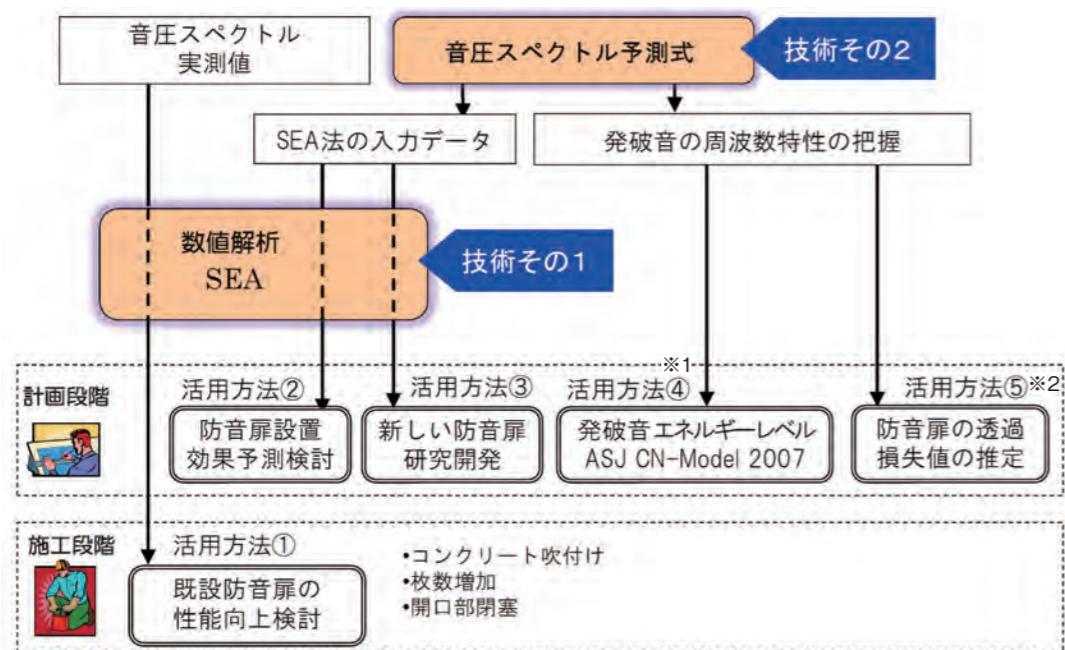 音圧スペクトル
実測値
音圧スペクトル予測式
技術その2
SEA法の入力データ
発破音の周波数特性の把握
数値解析
SEA
技術その1
計画段階
活用方法②
防音扉設置
効果予測検討
活用方法③
新しい防音扉
研究開発
※1
活用方法④
発破音エネルギーレベル
ASJ CN-Model 2007
活用方法⑤※2
防音扉の透過
損失値の推定
施工段階
活用方法①
既設防音扉の
性能向上検討
•コンクリート吹付け
•枚数増加
•開口部閉塞